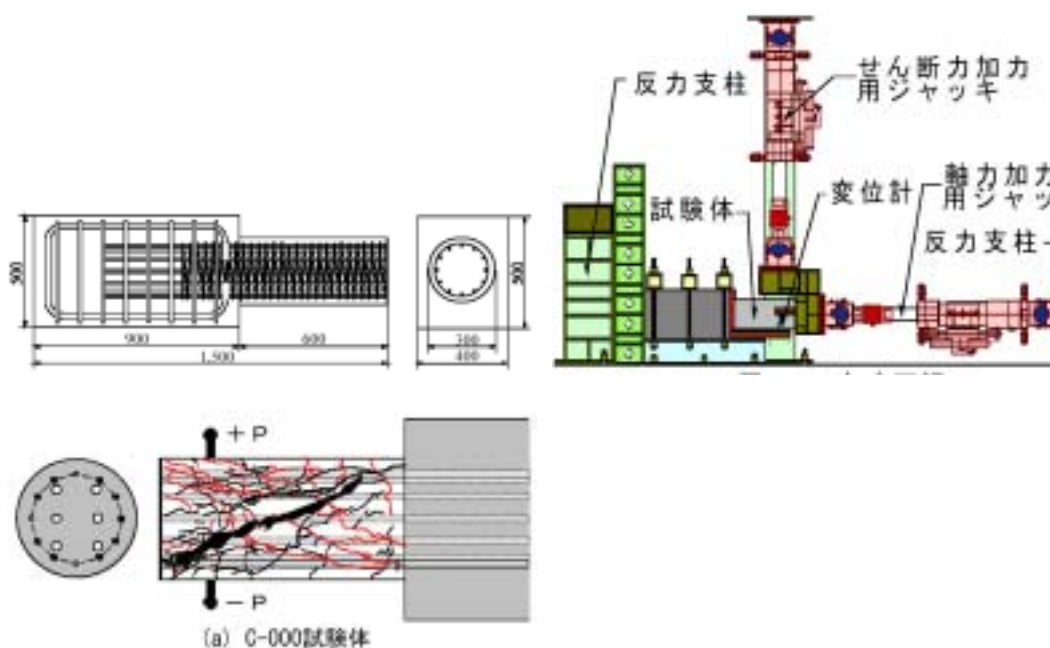 500
900
600
1,500
500
300
400
反力支柱
せん断力加力
用ジャッキ
試験体
変位計
軸力加力
用ジャッ
反力支柱
+P
-P
(a) C-000試験体